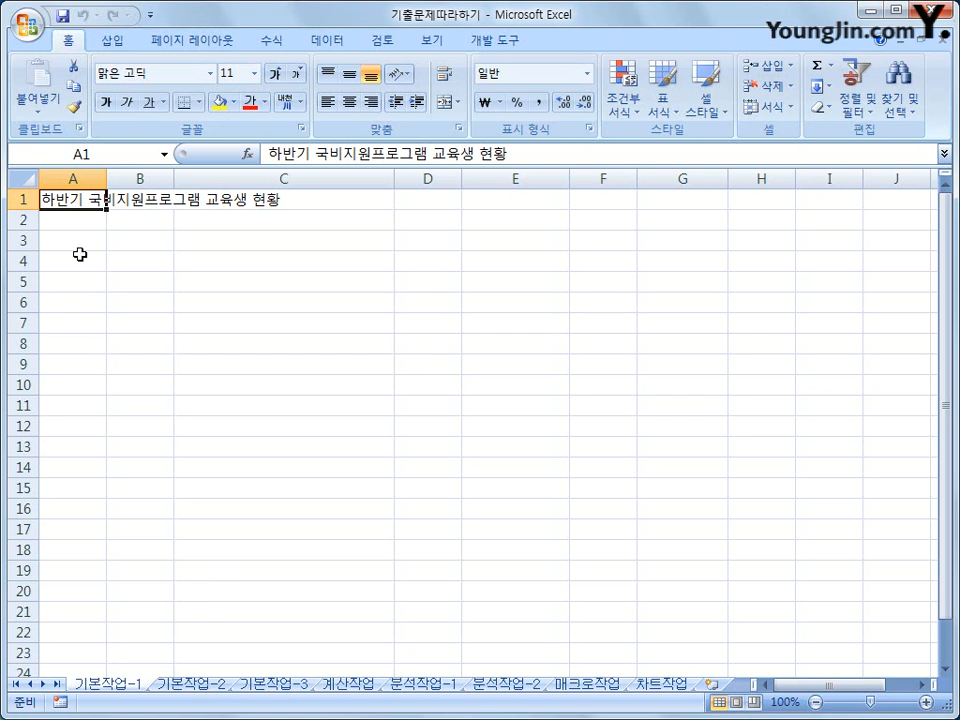 기출문제따라하기 - Microsoft Excel
YoungJin.com Y.
홈 삽입 페이지 레이아웃 수식 데이터 검토 보기 개발 도구
붙여넣기
맑은 고딕 11
가 가 가 가 내천
일반
₩ % ,
조건부 서식
표 서식
셀 스타일
삽입
삭제
서식
Σ
정렬 및 필터
찾기 및 선택
클립보드 글꼴 맞춤 표시 형식 스타일 셀 편집
A1 fx 하반기 국비지원프로그램 교육생 현황
A B C D E F G H I J
1 하반기 국비지원프로그램 교육생 현황
2
3
4
5
6
7
8
9
10
11
12
13
14
15
16
17
18
19
20
21
22
23
24
기본작업-1 기본작업-2 기본작업-3 계산작업 분석작업-1 분석작업-2 매크로작업 차트작업
준비 100%